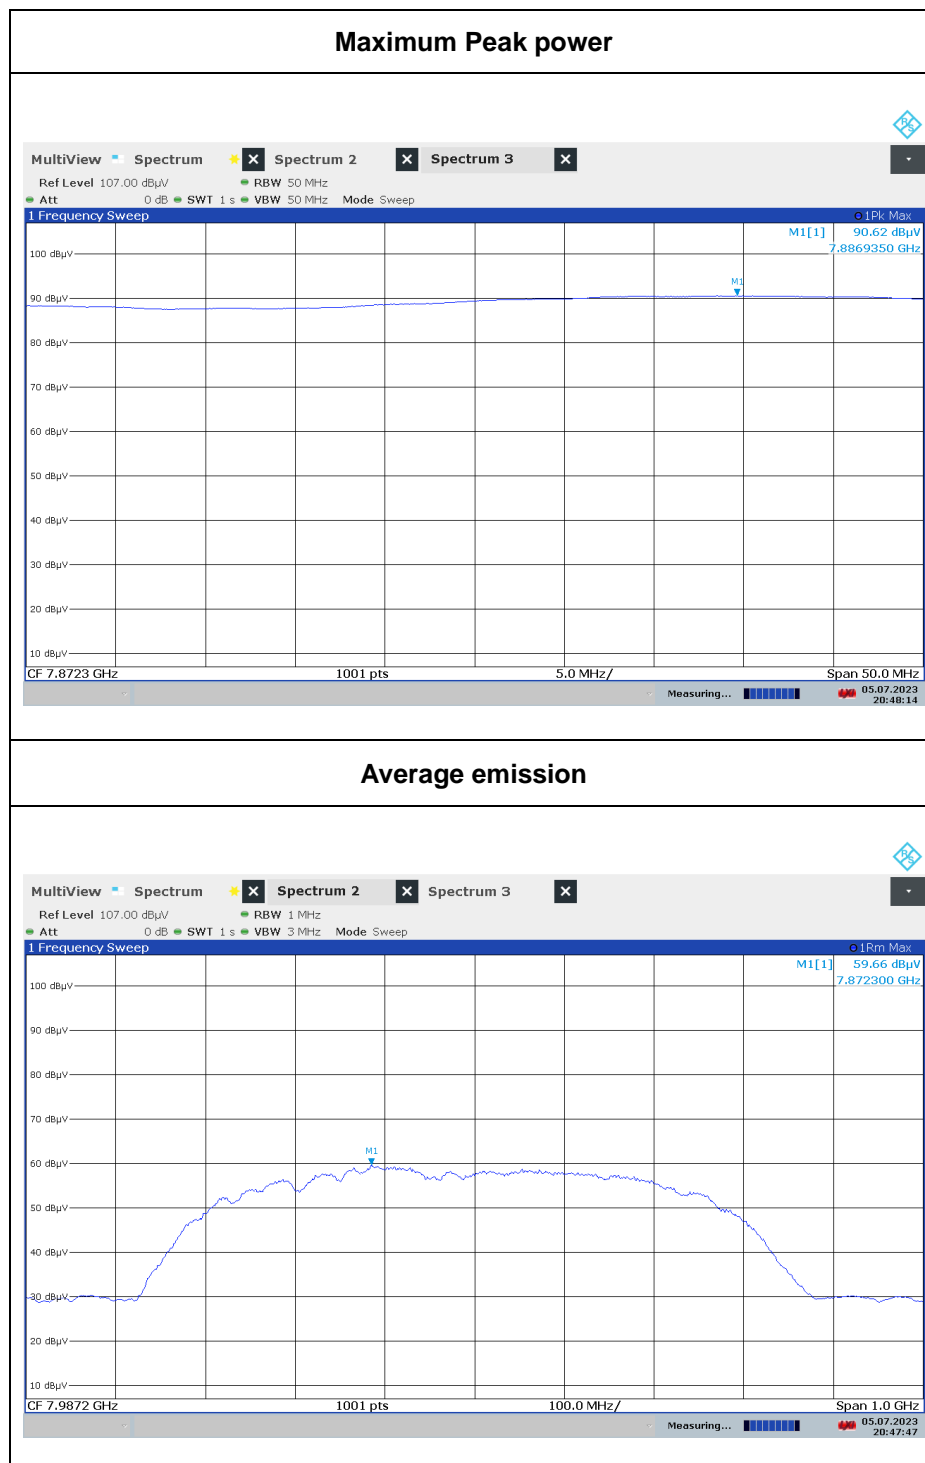 Maximum Peak power
R S
MultiView Spectrum Spectrum 2 Spectrum 3
Ref Level 107.00 dBµV RBW 50 MHz
Att 0 dB SWT 1 s VBW 50 MHz Mode Sweep
1 Frequency Sweep 1Pk Max
M1[1] 90.62 dBµV
7.8869350 GHz
100 dBµV
M1
90 dBµV
80 dBµV
70 dBµV
60 dBµV
50 dBµV
40 dBµV
30 dBµV
20 dBµV
10 dBµV
CF 7.8723 GHz 1001 pts 5.0 MHz/ Span 50.0 MHz
Measuring... 05.07.2023
20:48:14
Average emission
R S
MultiView Spectrum Spectrum 2 Spectrum 3
Ref Level 107.00 dBµV RBW 1 MHz
Att 0 dB SWT 1 s VBW 3 MHz Mode Sweep
1 Frequency Sweep 1Rm Max
M1[1] 59.66 dBµV
7.872300 GHz
100 dBµV
90 dBµV
80 dBµV
70 dBµV
M1
60 dBµV
50 dBµV
40 dBµV
30 dBµV
20 dBµV
10 dBµV
CF 7.9872 GHz 1001 pts 100.0 MHz/ Span 1.0 GHz
Measuring... 05.07.2023
20:47:47